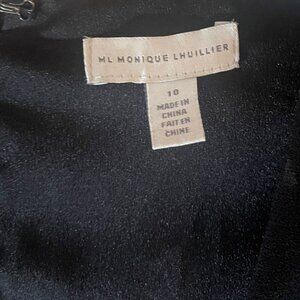 ML MONIQUE LHUILLIER
10
MADE IN
CHINA
FAIT EN
CHINE